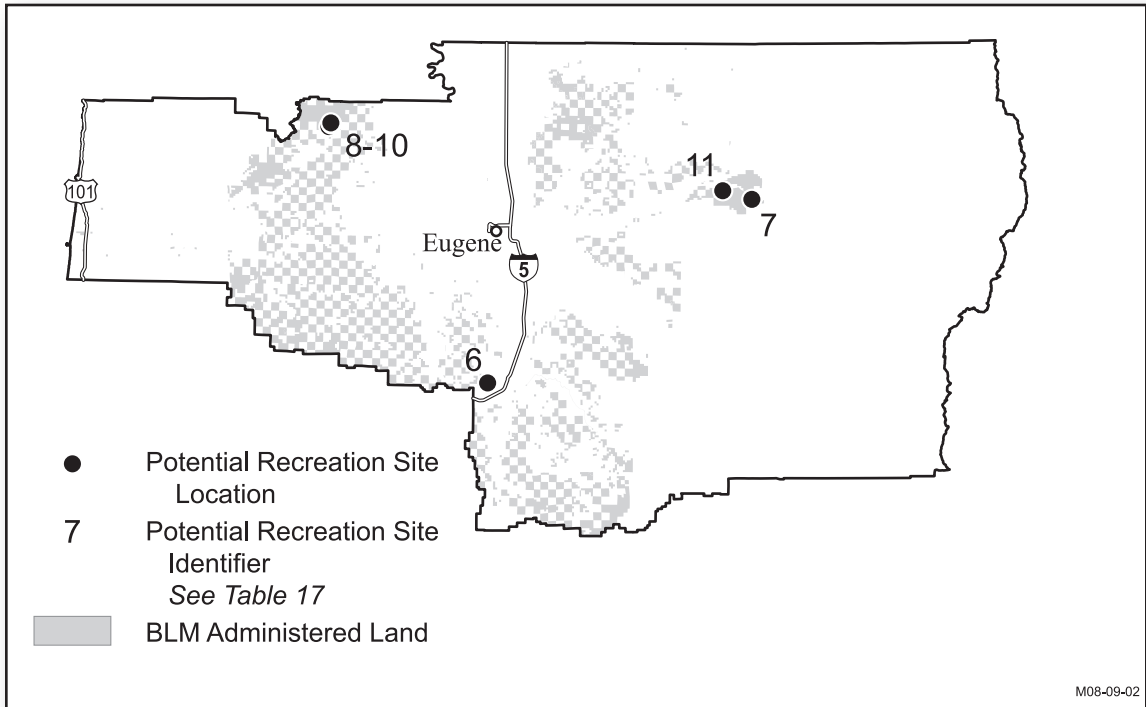 8-10
101
11
7
Eugene
5
6
Potential Recreation Site
Location
7
Potential Recreation Site
Identifier
See Table 17
BLM Administered Land
M08-09-02